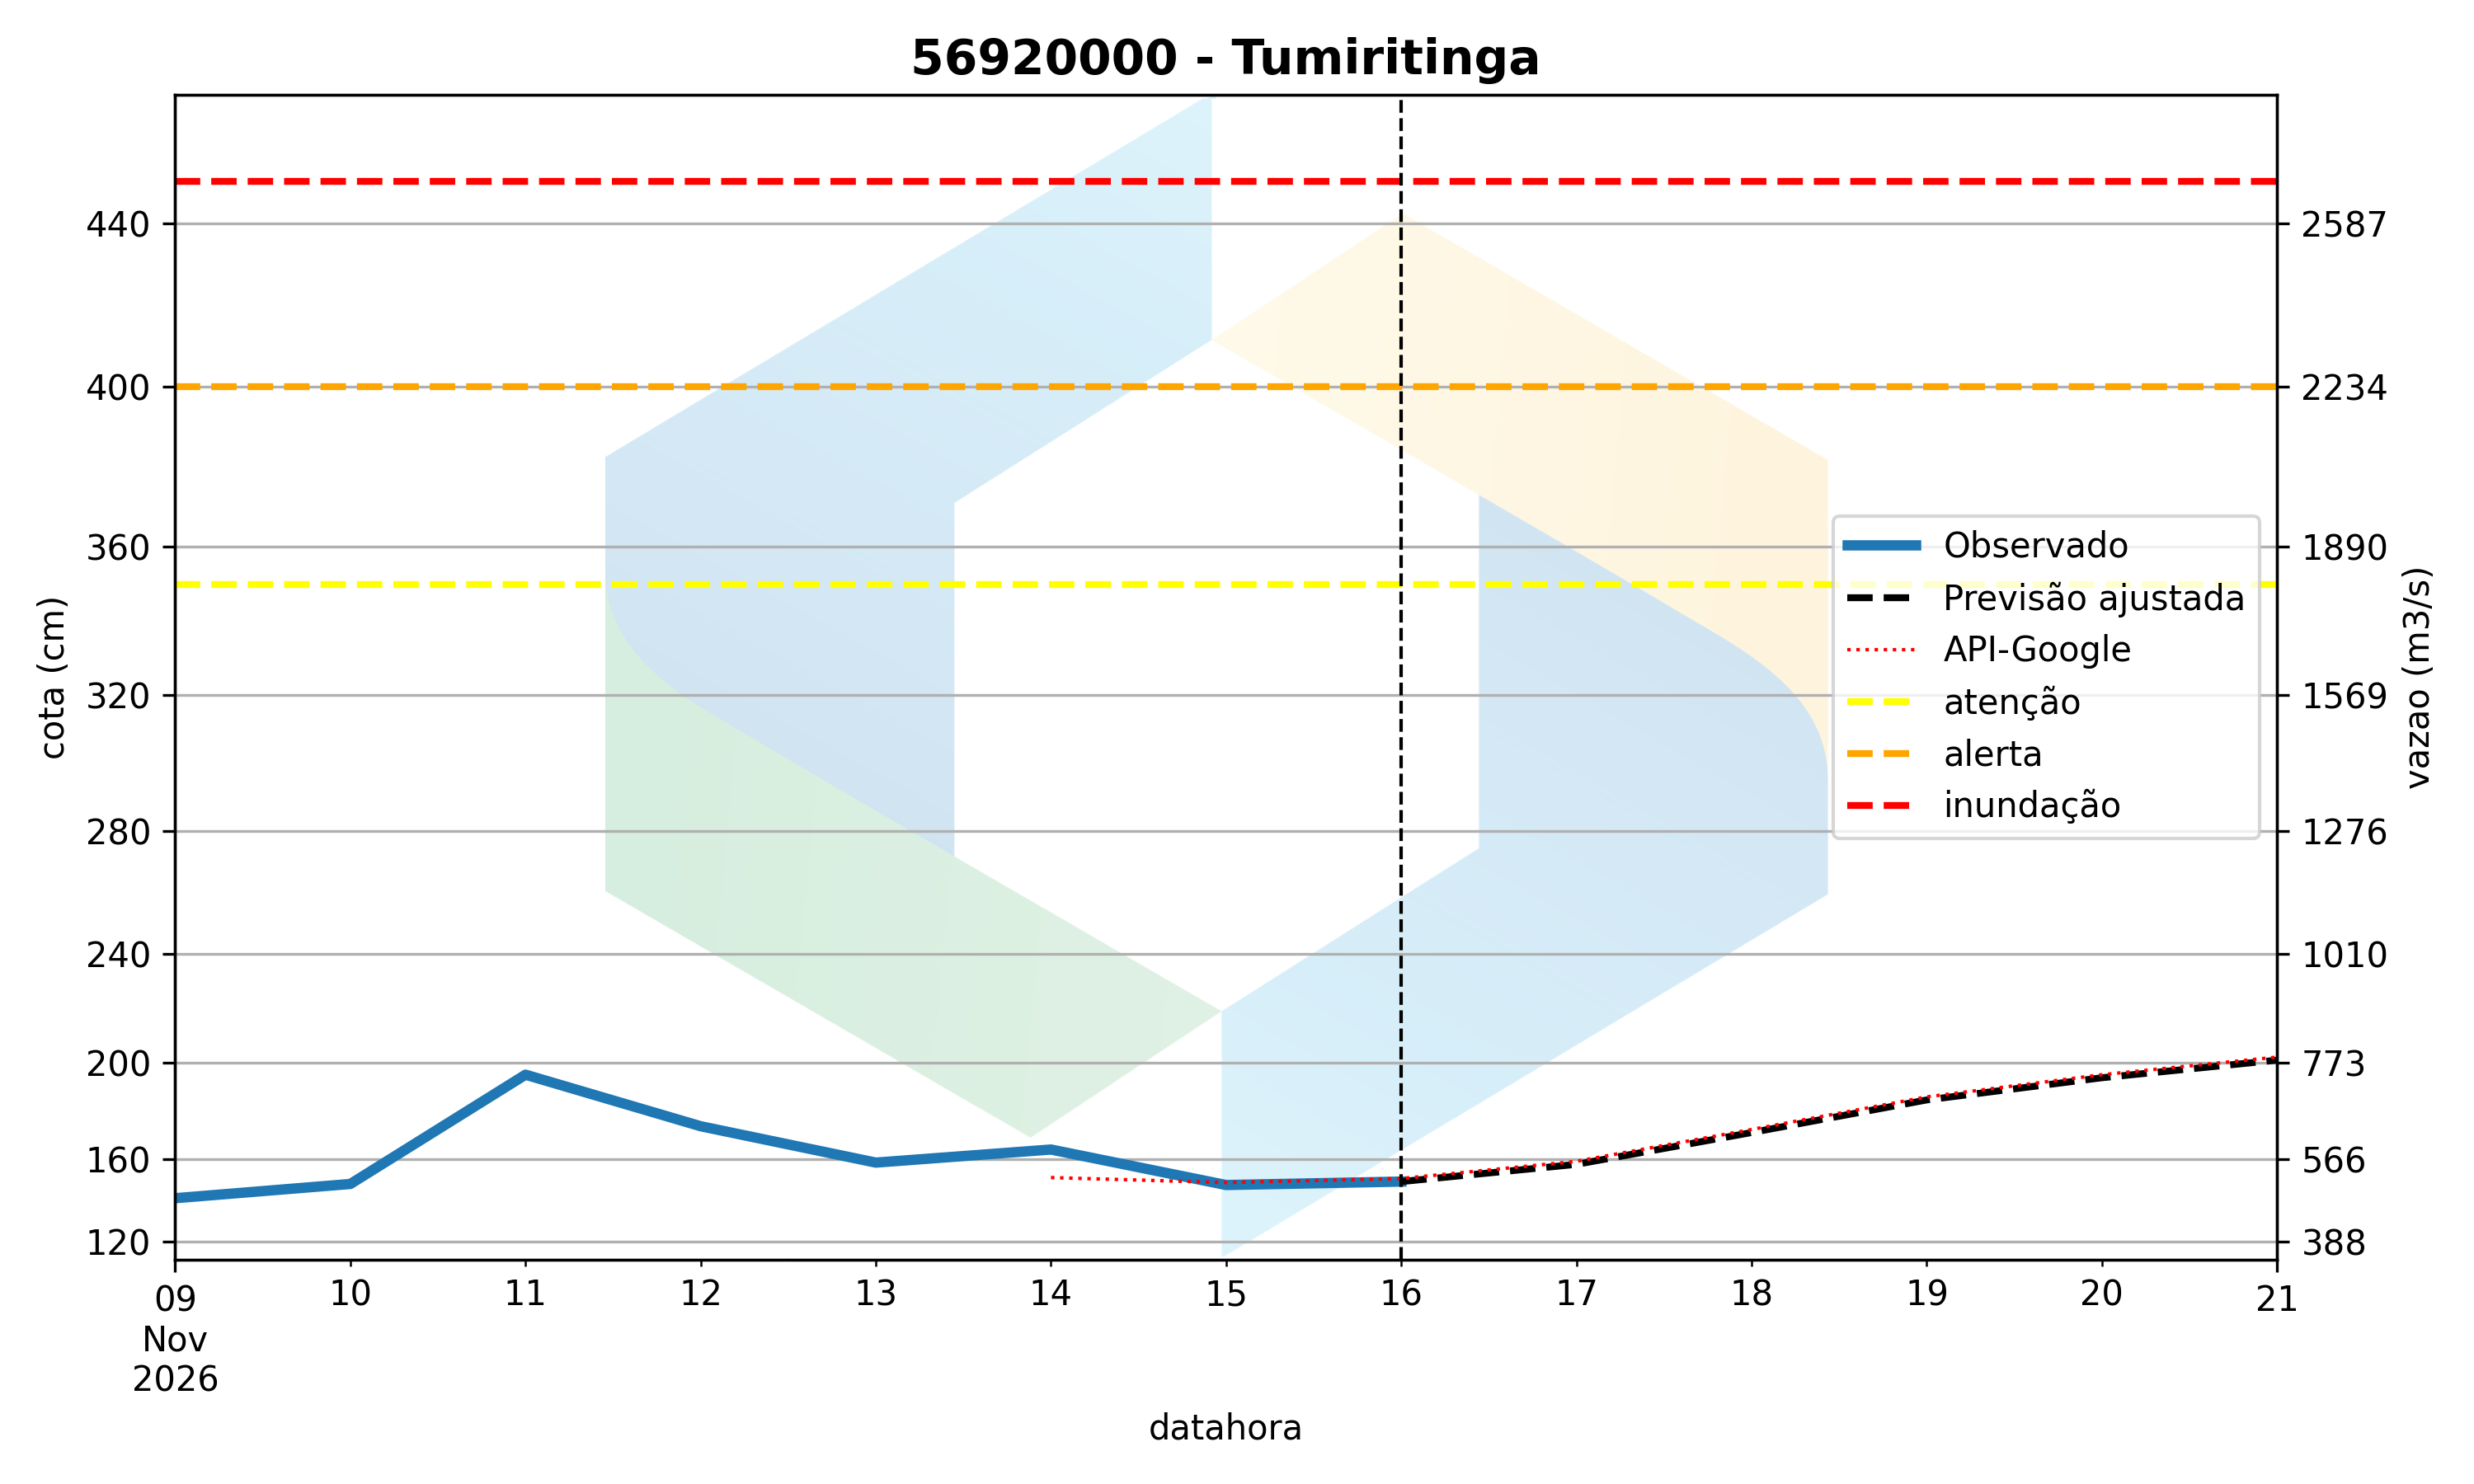 56920000 - Tumiritinga
cota (cm)
440
400
360
320
280
240
200
160
120
2587
2234
1890
1569
1276
1010
773
566
388
vazao (m3/s)
Observado
Previsão ajustada
API-Google
atenção
alerta
inundação
09 10 11 12 13 14 15 16 17 18 19 20 21
Nov
2026
datahora